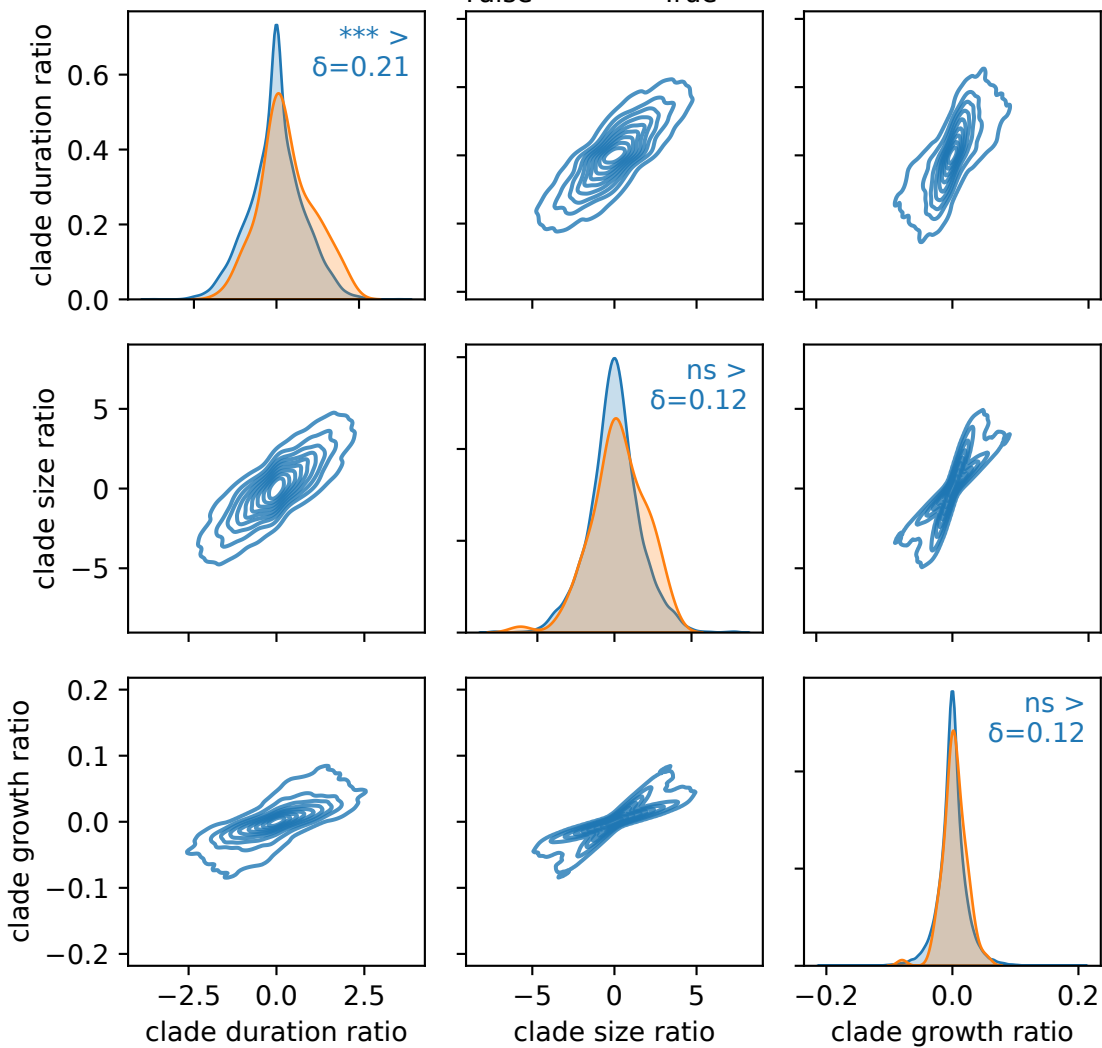 clade duration ratio
0.6
0.4
0.2
0.0
*** >
δ=0.21
clade size ratio
5
0
−5
ns >
δ=0.12
clade growth ratio
0.2
0.1
0.0
−0.1
−0.2
ns >
δ=0.12
−2.5 0.0 2.5
clade duration ratio
−5 0 5
clade size ratio
−0.2 0.0 0.2
clade growth ratio